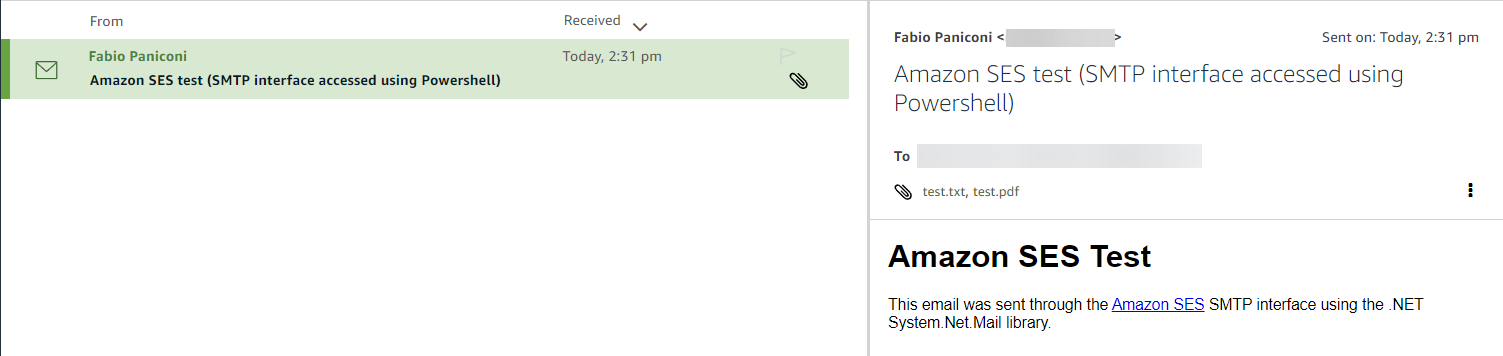 From
Received
Fabio Paniconi
Today, 2:31 pm
Amazon SES test (SMTP interface accessed using Powershell)
Fabio Paniconi < >
Sent on: Today, 2:31 pm
Amazon SES test (SMTP interface accessed using
Powershell)
To
test.txt, test.pdf
Amazon SES Test
This email was sent through the Amazon SES SMTP interface using the .NET
System.Net.Mail library.